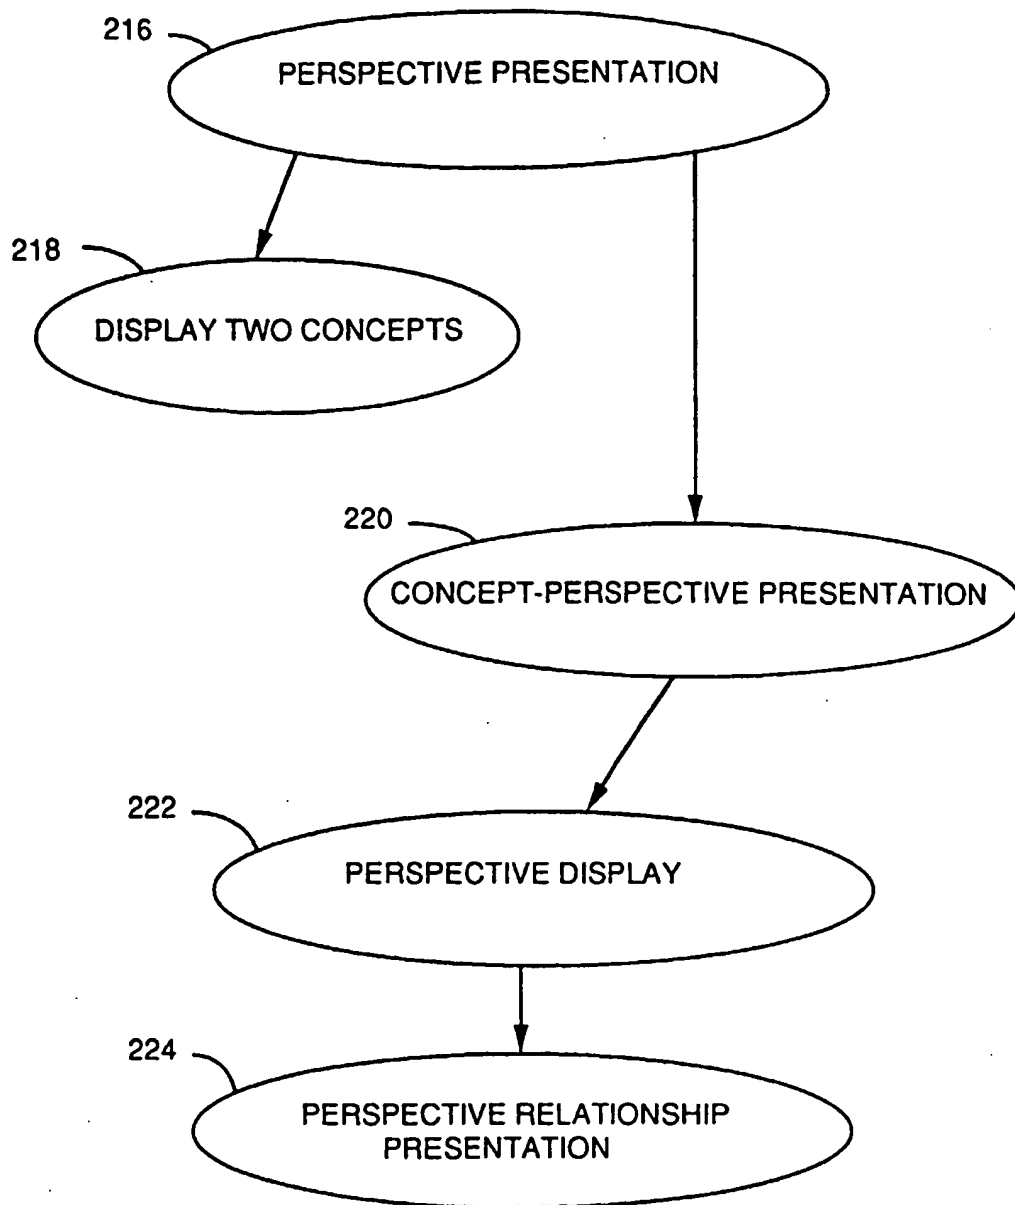 216
PERSPECTIVE PRESENTATION
218
DISPLAY TWO CONCEPTS
220
CONCEPT-PERSPECTIVE PRESENTATION
222
PERSPECTIVE DISPLAY
224
PERSPECTIVE RELATIONSHIP
PRESENTATION